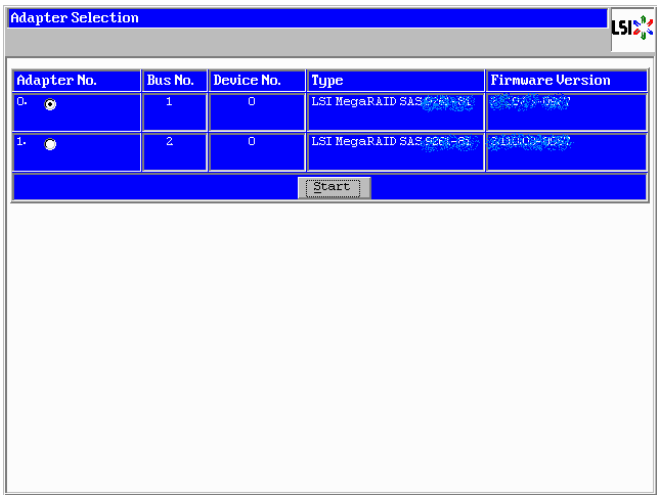 Adapter Selection
LSI
Adapter No. Bus No. Device No. Type Firmware Version
0. 1 0 LSI MegaRAID SAS
1. 2 0 LSI MegaRAID SAS
Start